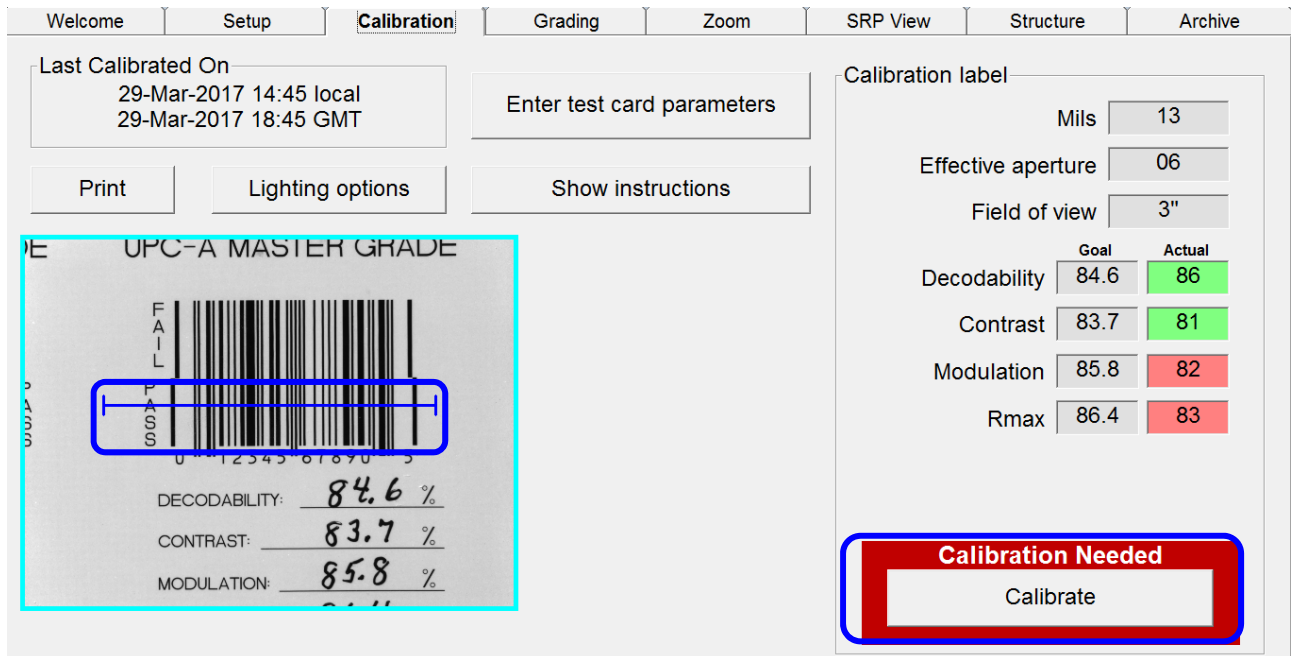 Welcome Setup Calibration Grading Zoom SRP View Structure Archive
Last Calibrated On
29-Mar-2017 14:45 local
29-Mar-2017 18:45 GMT
Enter test card parameters
Print Lighting options Show instructions
UPC-A MASTER GRADE
FAIL
PASS
0 12345 67890 5
DECODABILITY: 84.6 %
CONTRAST: 83.7 %
MODULATION: 85.8 %
Calibration label
Mils 13
Effective aperture 06
Field of view 3"
Goal Actual
Decodability 84.6 86
Contrast 83.7 81
Modulation 85.8 82
Rmax 86.4 83
Calibration Needed
Calibrate